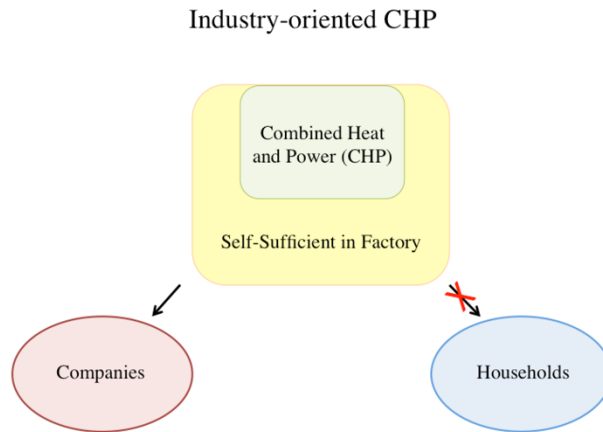 Industry-oriented CHP
Combined Heat
and Power (CHP)
Self-Sufficient in Factory
Companies
Households